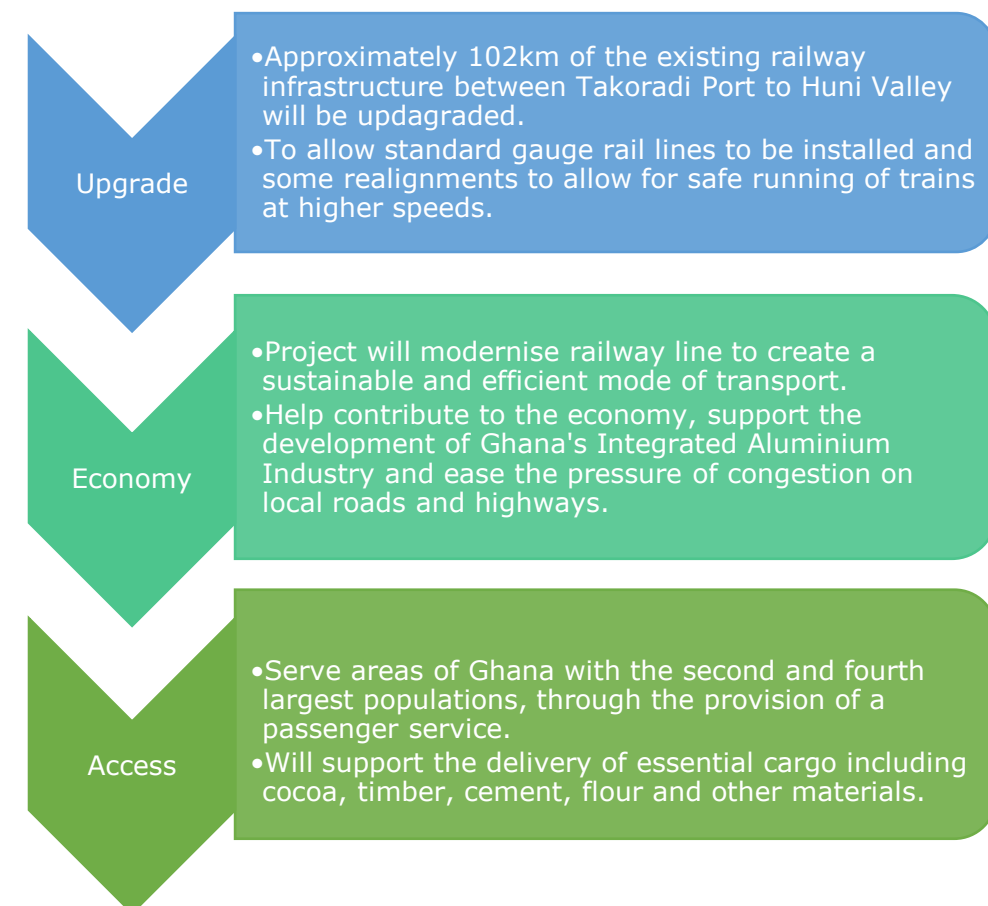 Upgrade
•Approximately 102km of the existing railway
infrastructure between Takoradi Port to Huni Valley
will be updagraded.
•To allow standard gauge rail lines to be installed and
some realignments to allow for safe running of trains
at higher speeds.
Economy
•Project will modernise railway line to create a
sustainable and efficient mode of transport.
•Help contribute to the economy, support the
development of Ghana's Integrated Aluminium
Industry and ease the pressure of congestion on
local roads and highways.
Access
•Serve areas of Ghana with the second and fourth
largest populations, through the provision of a
passenger service.
•Will support the delivery of essential cargo including
cocoa, timber, cement, flour and other materials.